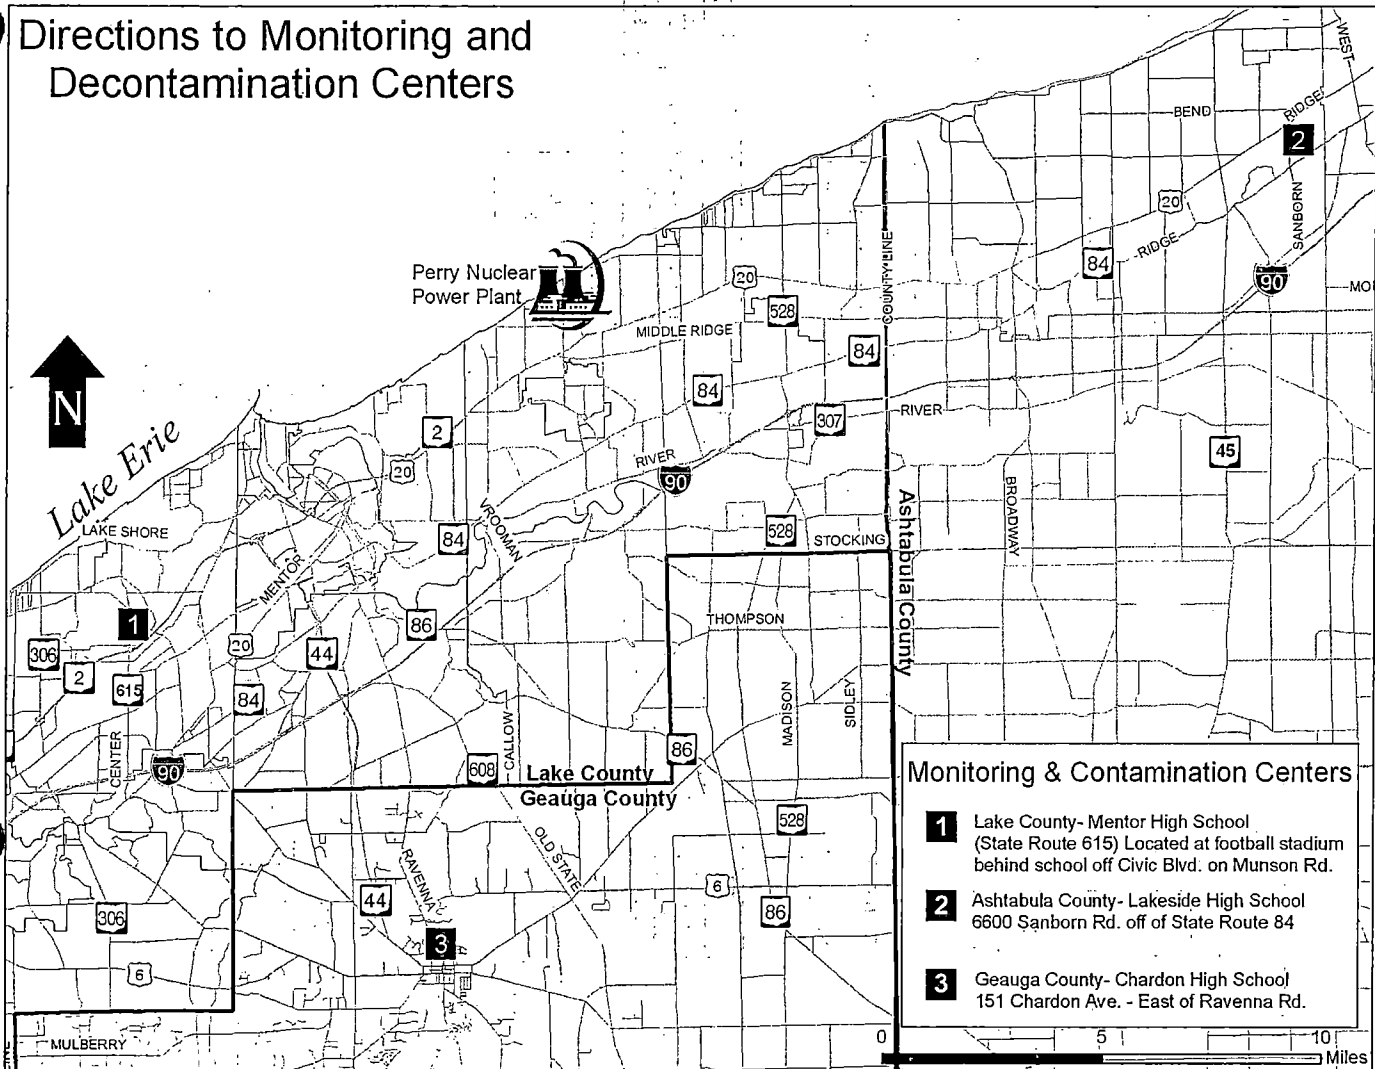 Directions to Monitoring and
Decontamination Centers
WEST
BEND
RIDGE
2
20
SANBORN
RIDGE
84
90
COUNTY LINE
Perry Nuclear
Power Plant
20
528
MIDDLE RIDGE
84
84
N
307
RIVER
2
45
Lake Erie
20
RIVER
90
LAKE SHORE
VROOMAN
84
528
STOCKING
BROADWAY
Ashtabula County
MENTOR
1
86
THOMPSON
306
20
44
2
615
84
MADISON
SIDLEY
CENTER
90
608
CALLOW
86
Lake County
Geauga County
528
OLD STATE
RAVENNA
44
6
306
86
3
6
MULBERRY
Monitoring & Contamination Centers
1 Lake County- Mentor High School
(State Route 615) Located at football stadium
behind school off Civic Blvd. on Munson Rd.
2 Ashtabula County- Lakeside High School
6600 Sanborn Rd. off of State Route 84
3 Geauga County- Chardon High School
151 Chardon Ave. - East of Ravenna Rd.
0 5 10
Miles